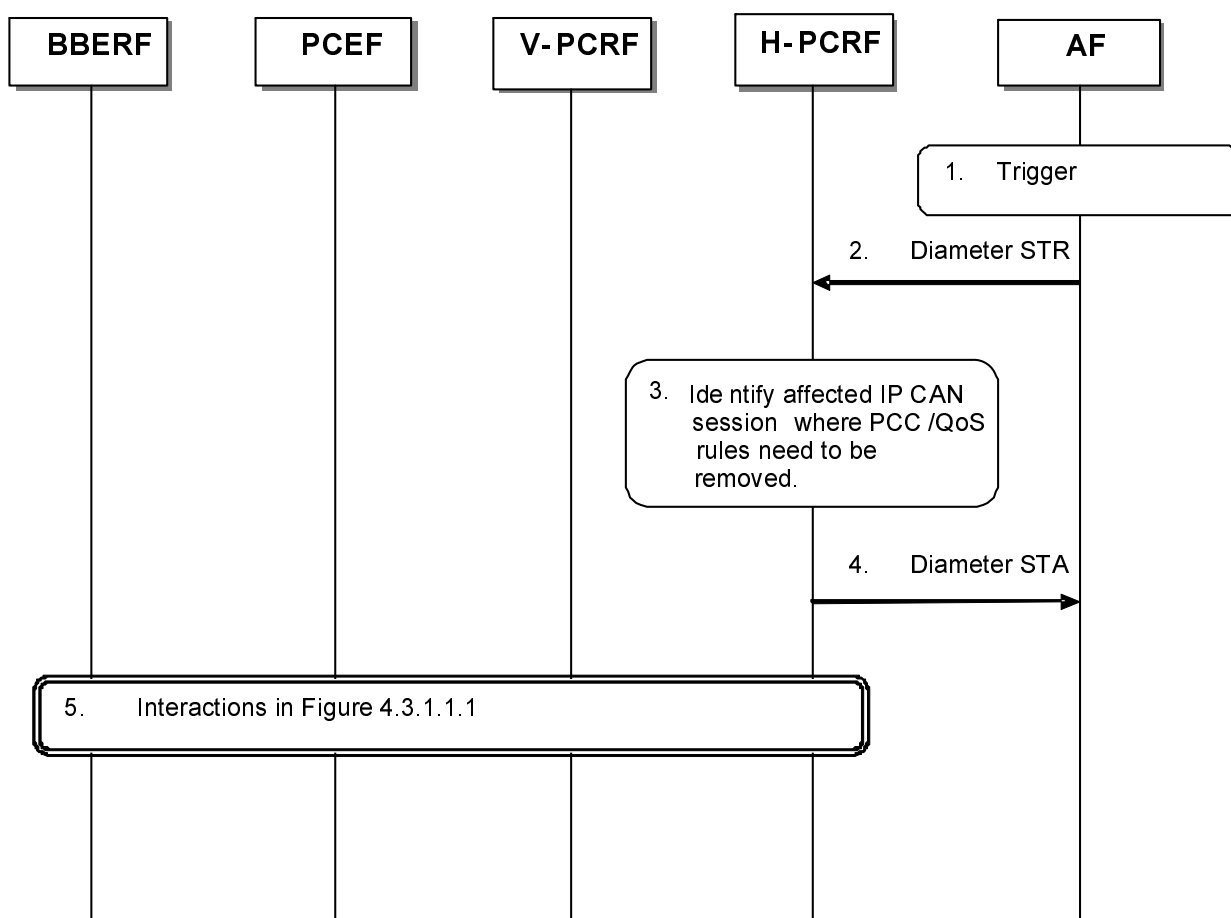 BBERF
PCEF
V-PCRF
H-PCRF
AF
1. Trigger
2. Diameter STR
3. Ide ntify affected IP CAN
session where PCC /QoS
rules need to be
removed.
4. Diameter STA
5. Interactions in Figure 4.3.1.1.1